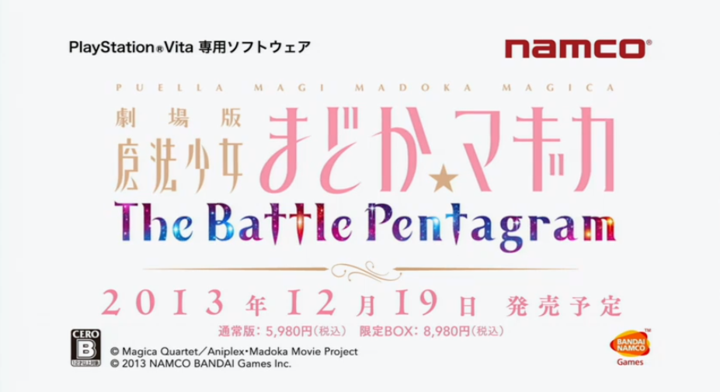 PlayStation®Vita 専用ソフトウェア
namco®
PUELLA MAGI MADOKA MAGICA
劇場版
魔法少女 まどか★マギカ
The Battle Pentagram
2013年12月19日 発売予定
通常版：5,980円（税込） 限定BOX：8,980円（税込）
CERO
B
© Magica Quartet／Aniplex・Madoka Movie Project
© 2013 NAMCO BANDAI Games Inc.
BANDAI
NAMCO
™
Games